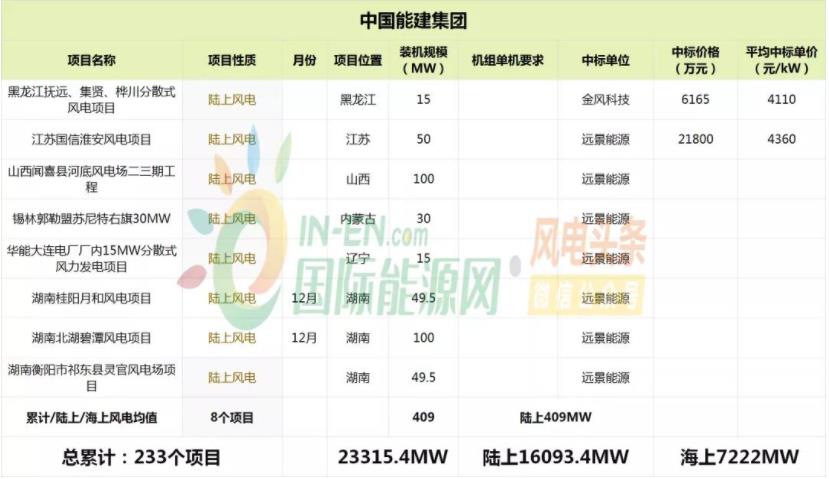 中国能建集团
项目名称 项目性质 月份 项目位置 装机规模（MW） 机组单机要求 中标单位 中标价格（万元） 平均中标单价（元/kW）
黑龙江抚远、集贤、桦川分散式风电项目 陆上风电 黑龙江 15 金风科技 6165 4110
江苏国信淮安风电项目 陆上风电 江苏 50 远景能源 21800 4360
山西闻喜县河底风电场二三期工程 陆上风电 山西 100 远景能源
锡林郭勒盟苏尼特右旗30MW 陆上风电 内蒙古 30 远景能源
华能大连电厂厂内15MW分散式风力发电项目 陆上风电 辽宁 15 远景能源
湖南桂阳月和风电项目 陆上风电 12月 湖南 49.5 远景能源
湖南北湖碧潭风电项目 陆上风电 12月 湖南 100 远景能源
湖南衡阳市祁东县灵官风电场项目 陆上风电 湖南 49.5 远景能源
累计/陆上/海上风电均值 8个项目 409 陆上409MW
总累计：233个项目 23315.4MW 陆上16093.4MW 海上7222MW
IN-EN.com
国际能源网
风电头条
微信公众号